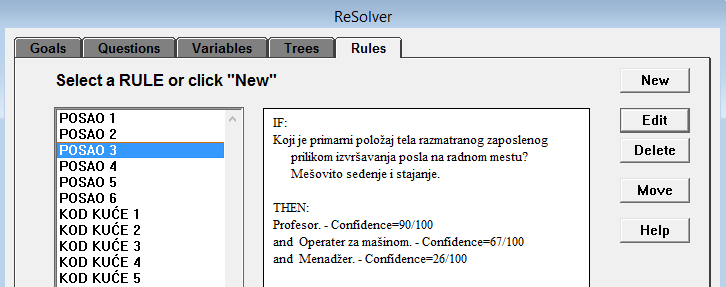 ReSolver
Goals
Questions
Variables
Trees
Rules
Select a RULE or click "New"
POSAO 1
POSAO 2
POSAO 3
POSAO 4
POSAO 5
POSAO 6
KOD KUĆE 1
KOD KUĆE 2
KOD KUĆE 3
KOD KUĆE 4
KOD KUĆE 5
IF:
Koji je primarni položaj tela razmatranog zaposlenog
prilikom izvršavanja posla na radnom mestu?
Mešovito sedenje i stajanje.
THEN:
Profesor. - Confidence=90/100
and Operater za mašinom. - Confidence=67/100
and Menadžer. - Confidence=26/100
New
Edit
Delete
Move
Help